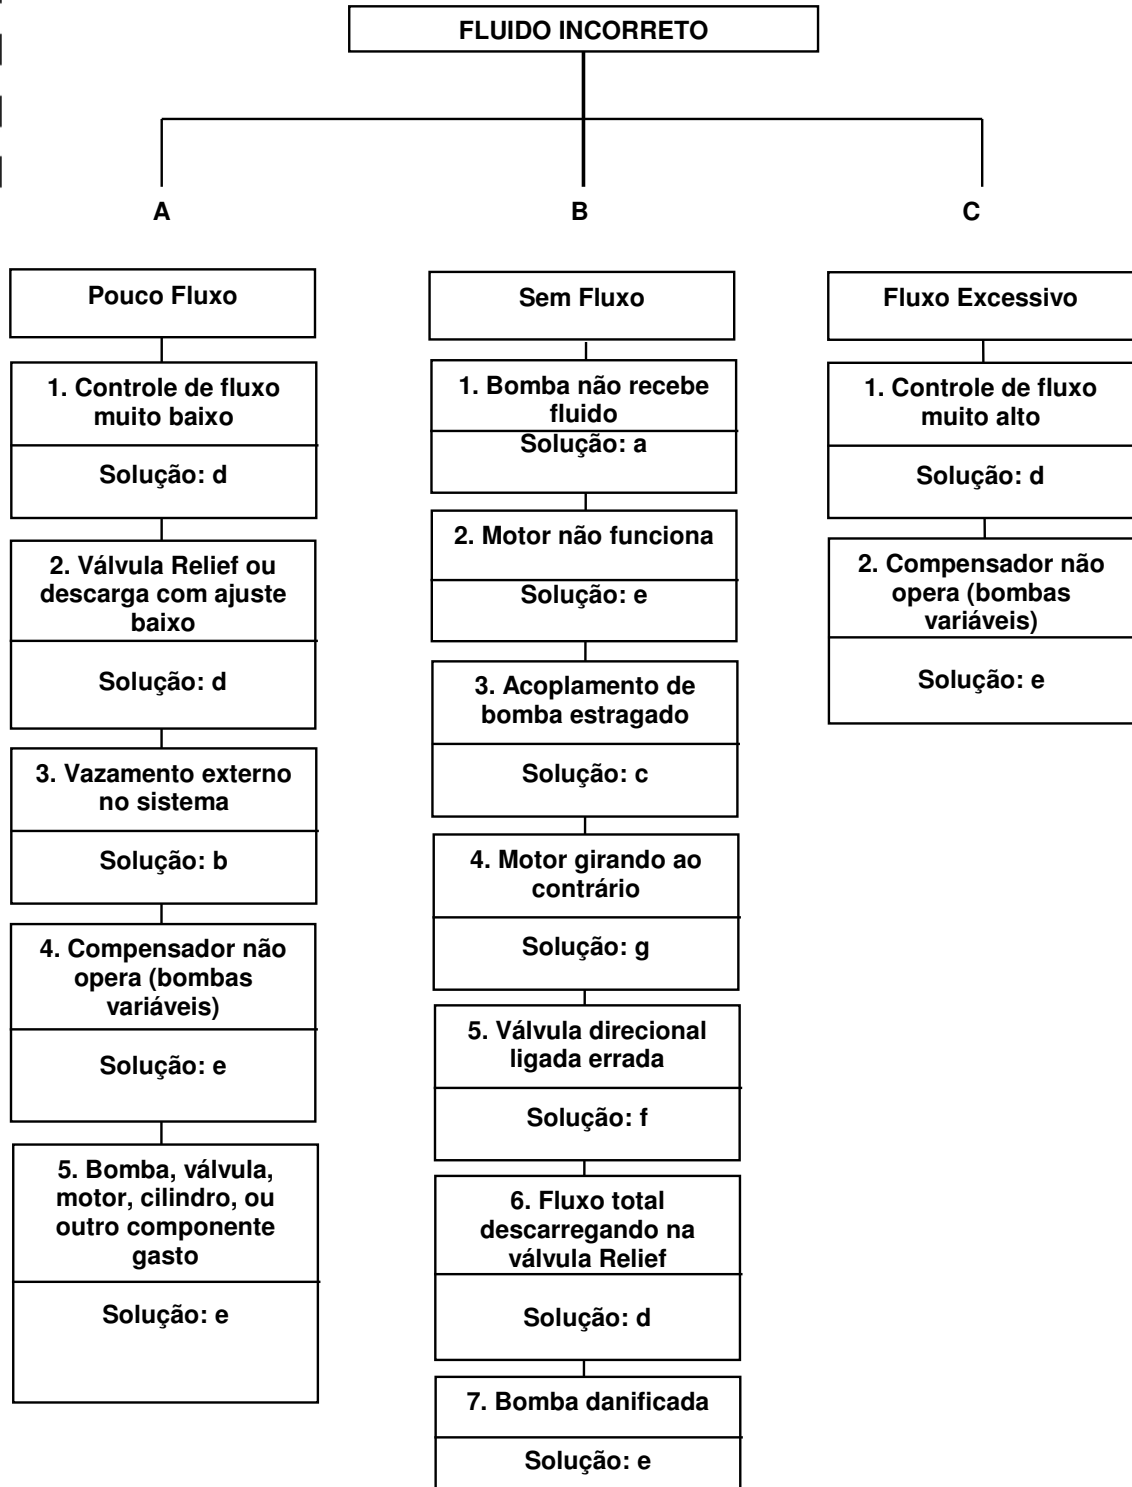 FLUIDO INCORRETO
A
B
C
Pouco Fluxo
1. Controle de fluxo
muito baixo
Solução: d
2. Válvula Relief ou
descarga com ajuste
baixo
Solução: d
3. Vazamento externo
no sistema
Solução: b
4. Compensador não
opera (bombas
variáveis)
Solução: e
5. Bomba, válvula,
motor, cilindro, ou
outro componente
gasto
Solução: e
Sem Fluxo
1. Bomba não recebe
fluido
Solução: a
2. Motor não funciona
Solução: e
3. Acoplamento de
bomba estragado
Solução: c
4. Motor girando ao
contrário
Solução: g
5. Válvula direcional
ligada errada
Solução: f
6. Fluxo total
descarregando na
válvula Relief
Solução: d
7. Bomba danificada
Solução: e
Fluxo Excessivo
1. Controle de fluxo
muito alto
Solução: d
2. Compensador não
opera (bombas
variáveis)
Solução: e